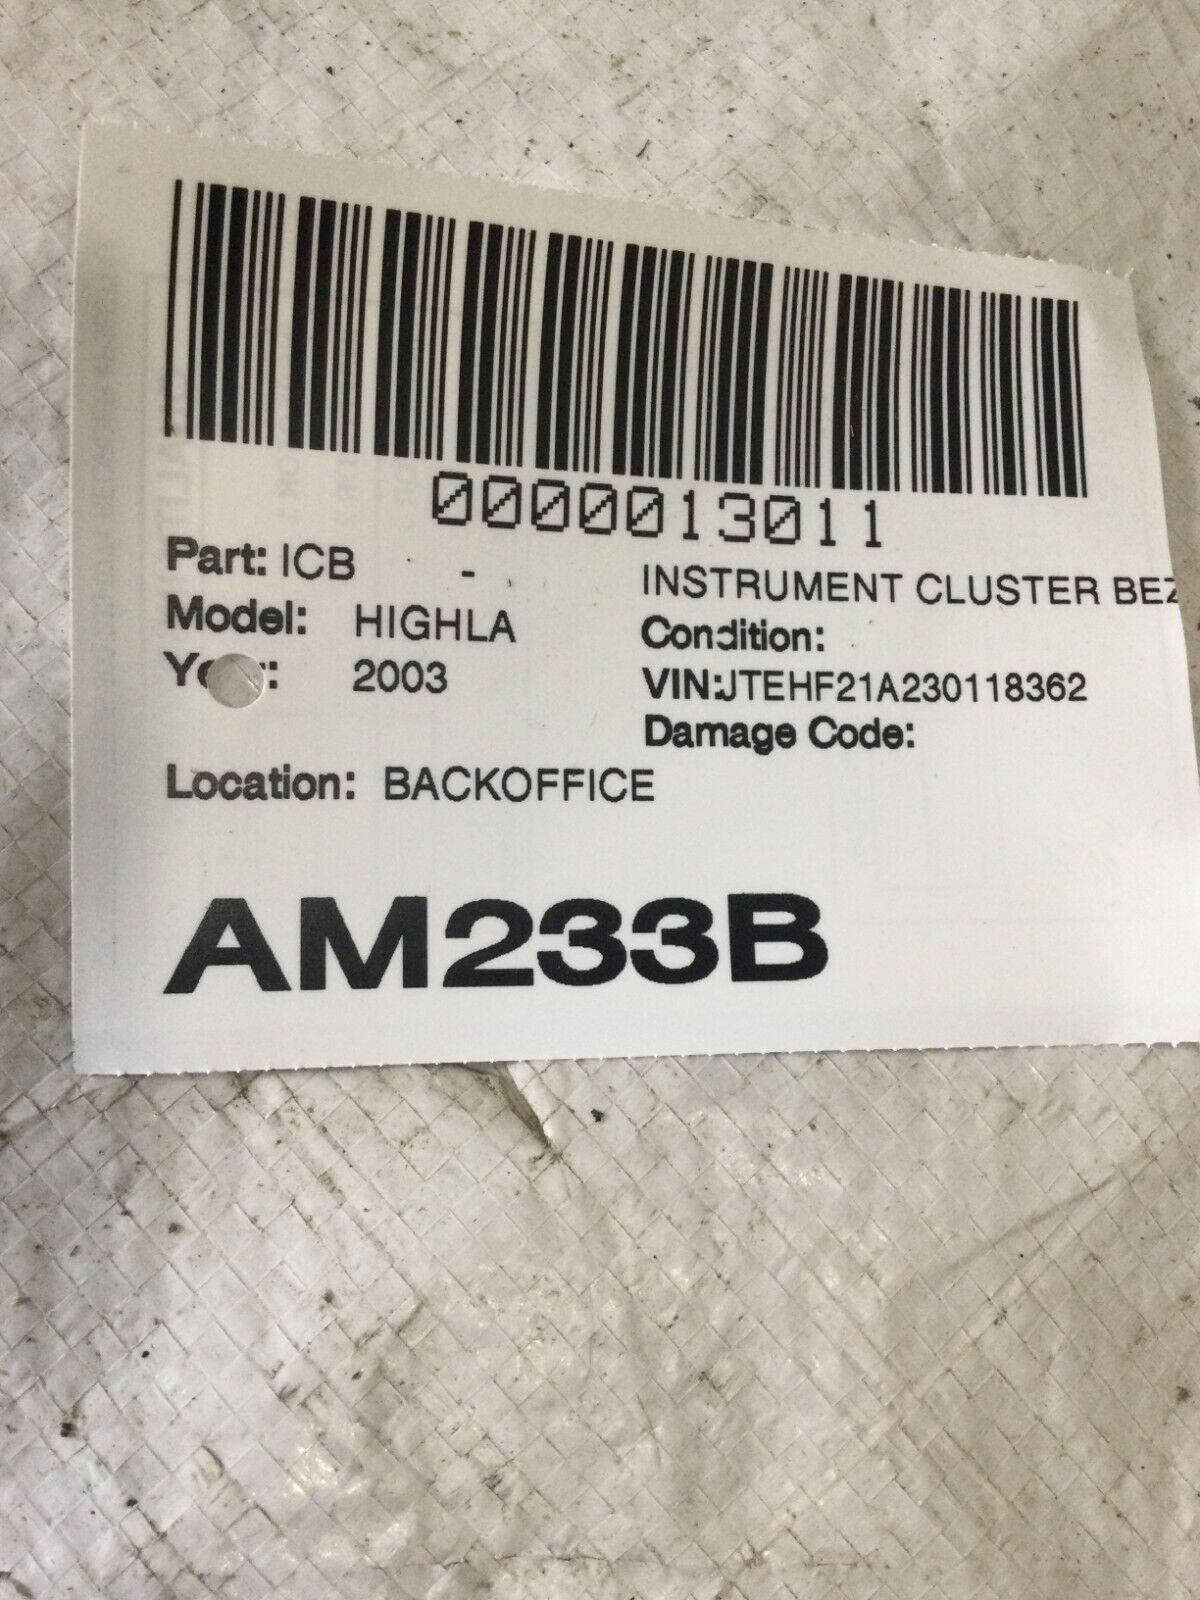 0000013011
Part: ICB - INSTRUMENT CLUSTER BEZ
Model: HIGHLA Condition:
2003 VIN:JTEHF21A230118362
Damage Code:
Location: BACKOFFICE
AM233B